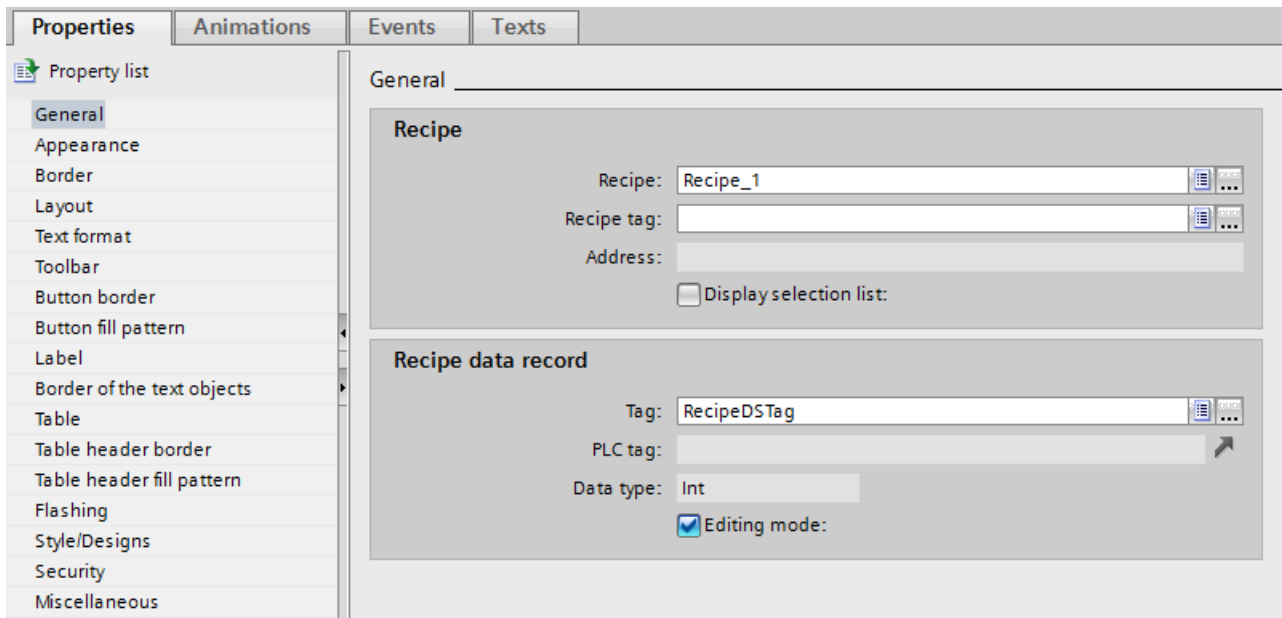 Properties Animations Events Texts
Property list
General
Appearance
Border
Layout
Text format
Toolbar
Button border
Button fill pattern
Label
Border of the text objects
Table
Table header border
Table header fill pattern
Flashing
Style/Designs
Security
Miscellaneous
General
Recipe
Recipe: Recipe_1 ...
Recipe tag: ...
Address:
Display selection list:
Recipe data record
Tag: RecipeDSTag ...
PLC tag:
Data type: Int
Editing mode: